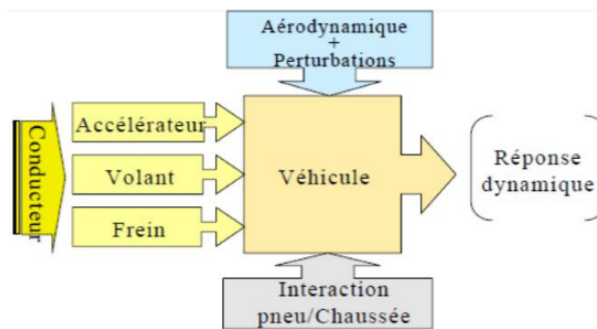 Aérodynamique
+
Perturbations
Conducteur
Accélérateur
Volant
Frein
Véhicule
Réponse
dynamique
Interaction
pneu/Chaussée